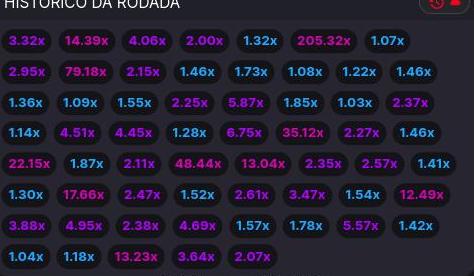 HISTÓRICO DA RODADA
3.32x 14.39x 4.06x 2.00x 1.32x 205.32x 1.07x
2.95x 79.18x 2.15x 1.46x 1.73x 1.08x 1.22x 1.46x
1.36x 1.09x 1.55x 2.25x 5.87x 1.85x 1.03x 2.37x
1.14x 4.51x 4.45x 1.28x 6.75x 35.12x 2.27x 1.46x
22.15x 1.87x 2.11x 48.44x 13.04x 2.35x 2.57x 1.41x
1.30x 17.66x 2.47x 1.52x 2.61x 3.47x 1.54x 12.49x
3.88x 4.95x 2.38x 4.69x 1.57x 1.78x 5.57x 1.42x
1.04x 1.18x 13.23x 3.64x 2.07x